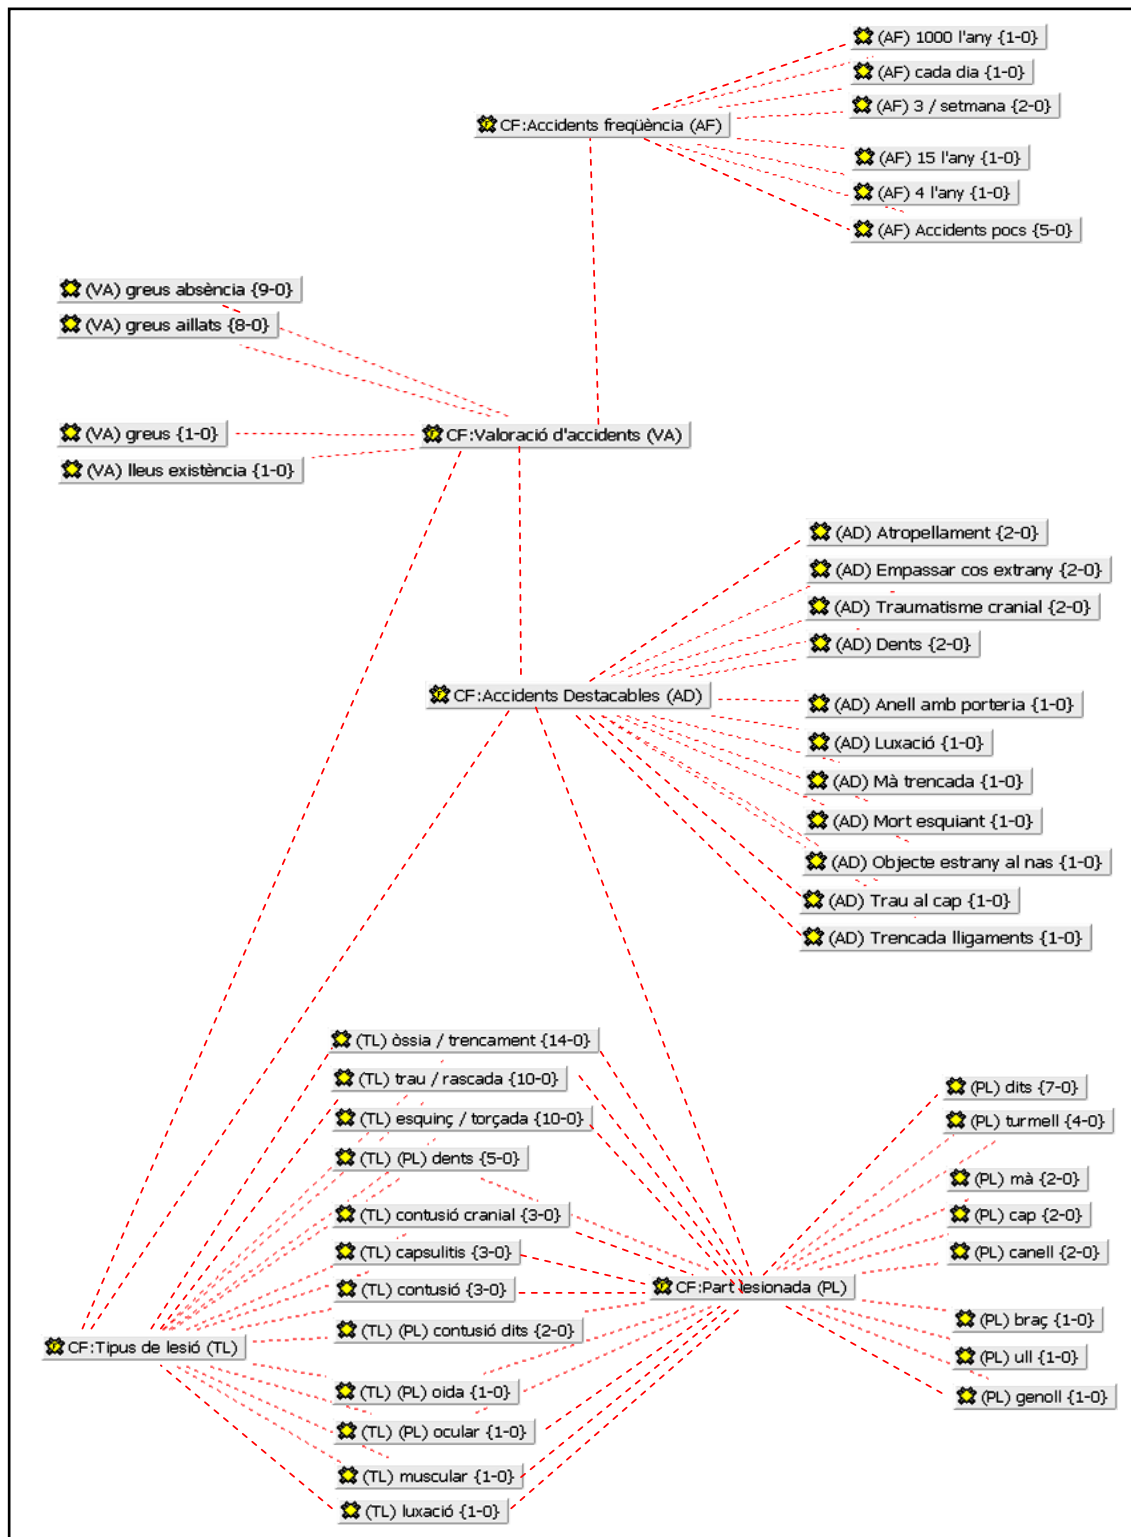 (AF) 1000 l'any {1-0}
(AF) cada dia {1-0}
(AF) 3 / setmana {2-0}
CF:Accidents freqüència (AF)
(AF) 15 l'any {1-0}
(AF) 4 l'any {1-0}
(AF) Accidents pocs {5-0}
(VA) greus absència {9-0}
(VA) greus aillats {8-0}
(VA) greus {1-0}
CF:Valoració d'accidents (VA)
(VA) lleus existència {1-0}
(AD) Atropellament {2-0}
(AD) Empassar cos extrany {2-0}
(AD) Traumatisme cranial {2-0}
(AD) Dents {2-0}
CF:Accidents Destacables (AD)
(AD) Anell amb porteria {1-0}
(AD) Luxació {1-0}
(AD) Mà trencada {1-0}
(AD) Mort esquiant {1-0}
(AD) Objecte estrany al nas {1-0}
(AD) Trau al cap {1-0}
(AD) Trencada lligaments {1-0}
(TL) òssia / trencament {14-0}
(TL) trau / rascada {10-0}
(TL) esquinç / torçada {10-0}
(TL) (PL) dents {5-0}
(TL) contusió cranial {3-0}
(TL) capsulitis {3-0}
(TL) contusió {3-0}
(TL) (PL) contusió dits {2-0}
CF:Tipus de lesió (TL)
(TL) (PL) oida {1-0}
(TL) (PL) ocular {1-0}
(TL) muscular {1-0}
(TL) luxació {1-0}
CF:Part lesionada (PL)
(PL) dits {7-0}
(PL) turmell {4-0}
(PL) mà {2-0}
(PL) cap {2-0}
(PL) canell {2-0}
(PL) braç {1-0}
(PL) ull {1-0}
(PL) genoll {1-0}